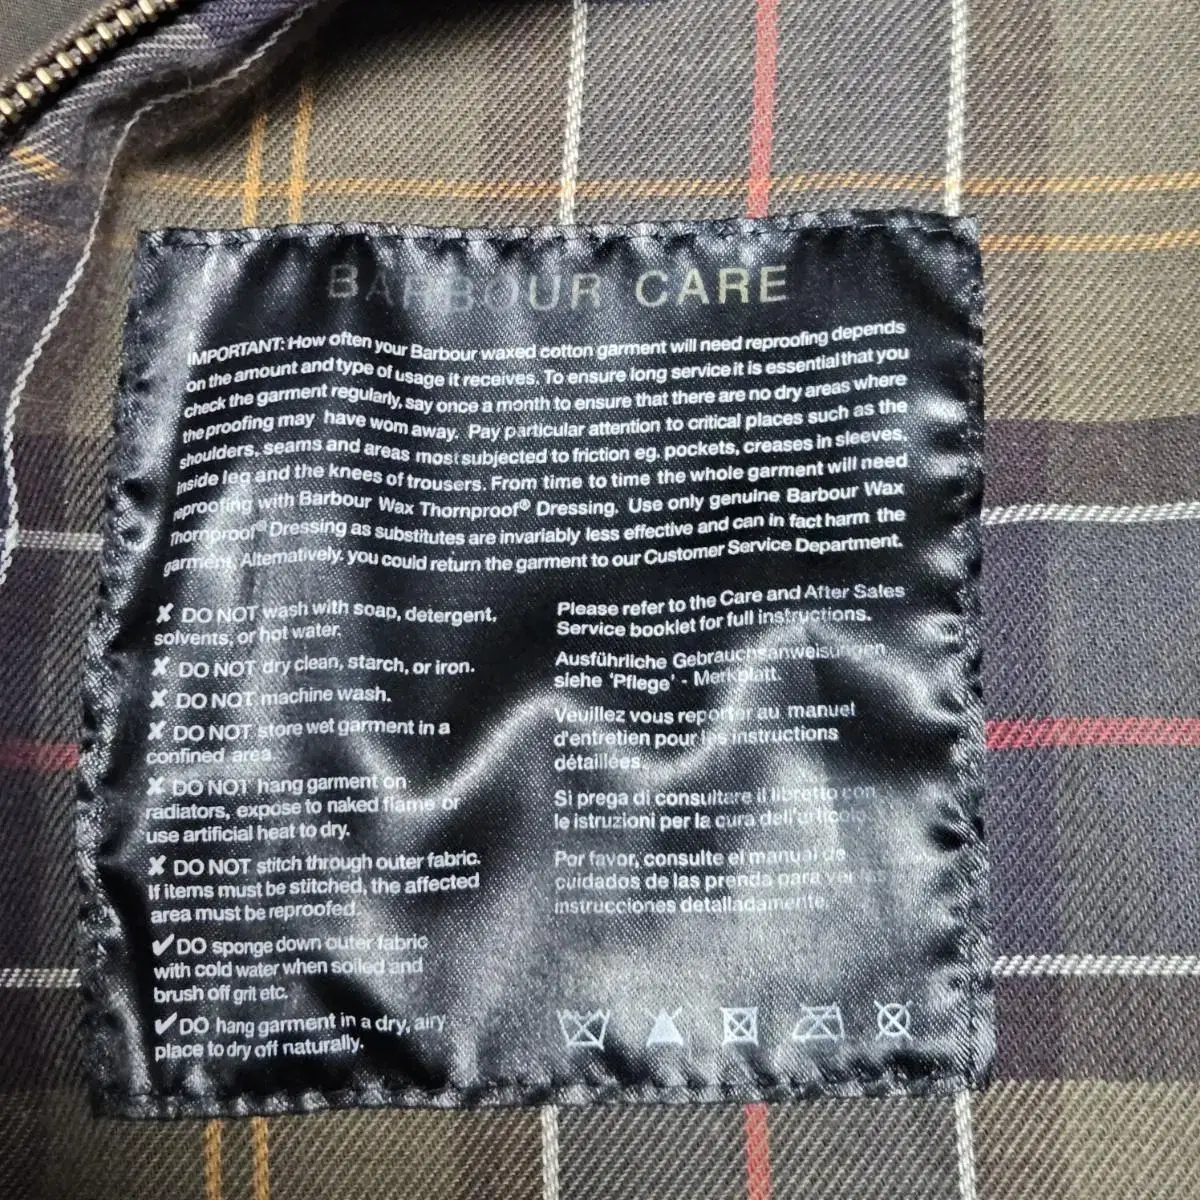 BARBOUR CARE
IMPORTANT: How often your Barbour waxed cotton garment will need reproofing depends
on the amount and type of usage it receives. To ensure long service it is essential that you
check the garment regularly, say once a month to ensure that there are no dry areas where
the proofing may have worn away. Pay particular attention to critical places such as the
shoulders, seams and areas most subjected to friction eg. pockets, creases in sleeves,
inside leg and the knees of trousers. From time to time the whole garment will need
reproofing with Barbour Wax Thornproof® Dressing. Use only genuine Barbour Wax
Thornproof® Dressing as substitutes are invariably less effective and can in fact harm the
garment. Alternatively. you could return the garment to our Customer Service Department.
✘ DO NOT wash with soap, detergent,
solvents, or hot water.
✘ DO NOT dry clean, starch, or iron.
✘ DO NOT machine wash.
✘ DO NOT store wet garment in a
confined area.
✘ DO NOT hang garment on
radiators, expose to naked flame or
use artificial heat to dry.
✘ DO NOT stitch through outer fabric.
If items must be stitched, the affected
area must be reproofed.
✔ DO sponge down outer fabric
with cold water when soiled and
brush off grit etc.
✔ DO hang garment in a dry, airy
place to dry off naturally.
Please refer to the Care and After Sales
Service booklet for full instructions.
Ausführliche Gebrauchsanweisungen
siehe 'Pflege' - Merkblatt.
Veuillez vous reporter au manuel
d'entretien pour les instructions
détaillées.
Si prega di consultare il libretto con
le istruzioni per la cura dell'articolo.
Por favor, consulte el manual de
cuidados de las prenda para ver las
instrucciones detalladamente.